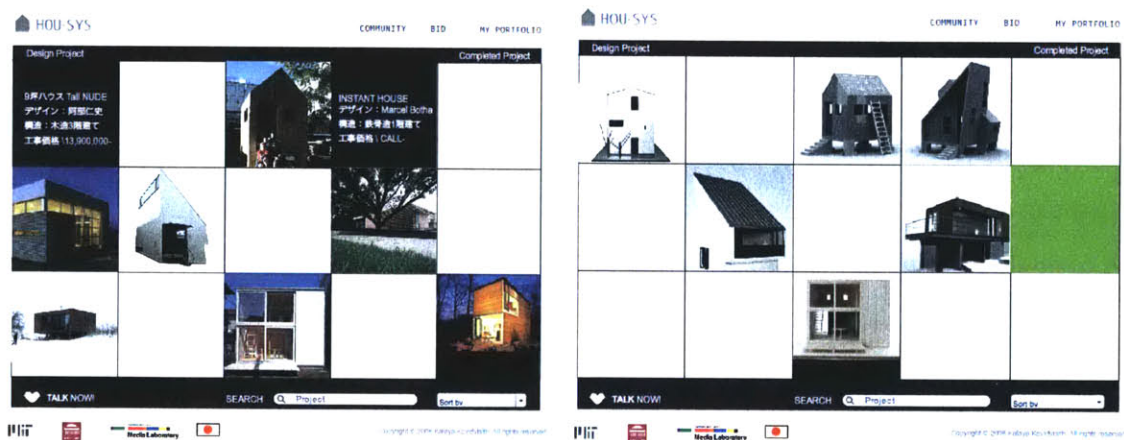 HOU-SYS
COMMUNITY BID MY PORTFOLIO
Design Project
Completed Project
9坪ハウス Tall NUDE
デザイン：阿部仁史
構造：木造3階建て
工事価格 \13,900,000-
INSTANT HOUSE
デザイン：Marcel Botha
構造：鉄骨造1階建て
工事価格 \ CALL-
TALK NOW!
SEARCH
Project
Sort by
MIT
Media Laboratory
HOU-SYS
COMMUNITY BID MY PORTFOLIO
Design Project
Completed Project
TALK NOW!
SEARCH
Project
Sort by
MIT
Media Laboratory